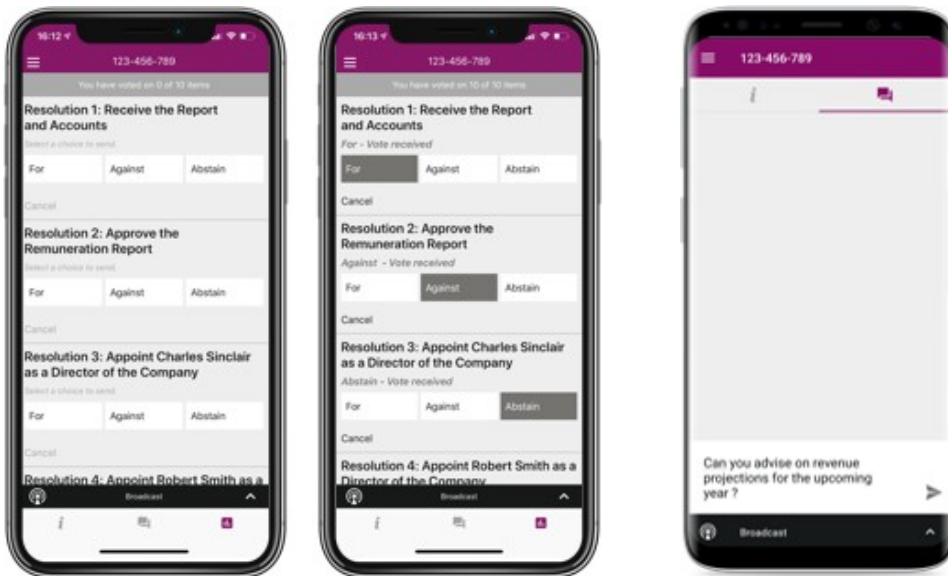 16:12
123-456-789
You have voted on 0 of 10 items
Resolution 1: Receive the Report
and Accounts
Select a choice to send.
For Against Abstain
Cancel
Resolution 2: Approve the
Remuneration Report
Select a choice to send.
For Against Abstain
Cancel
Resolution 3: Appoint Charles Sinclair
as a Director of the Company
Select a choice to send.
For Against Abstain
Cancel
Resolution 4: Appoint Robert Smith as a
Broadcast
i
16:13
123-456-789
You have voted on 10 of 10 items
Resolution 1: Receive the Report
and Accounts
For - Vote received
For Against Abstain
Cancel
Resolution 2: Approve the
Remuneration Report
Against - Vote received
For Against Abstain
Cancel
Resolution 3: Appoint Charles Sinclair
as a Director of the Company
Abstain - Vote received
For Against Abstain
Cancel
Resolution 4: Appoint Robert Smith as a
Director of the Company
Broadcast
i
123-456-789
i
Can you advise on revenue
projections for the upcoming
year ?
Broadcast